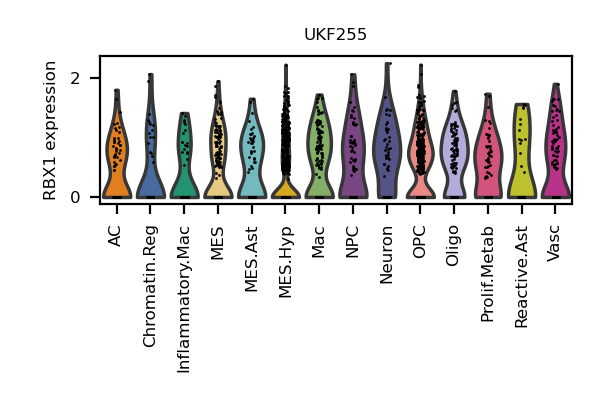 UKF255
RBX1 expression
2
0
AC
Chromatin.Reg
Inflammatory.Mac
MES
MES.Ast
MES.Hyp
Mac
NPC
Neuron
OPC
Oligo
Prolif.Metab
Reactive.Ast
Vasc